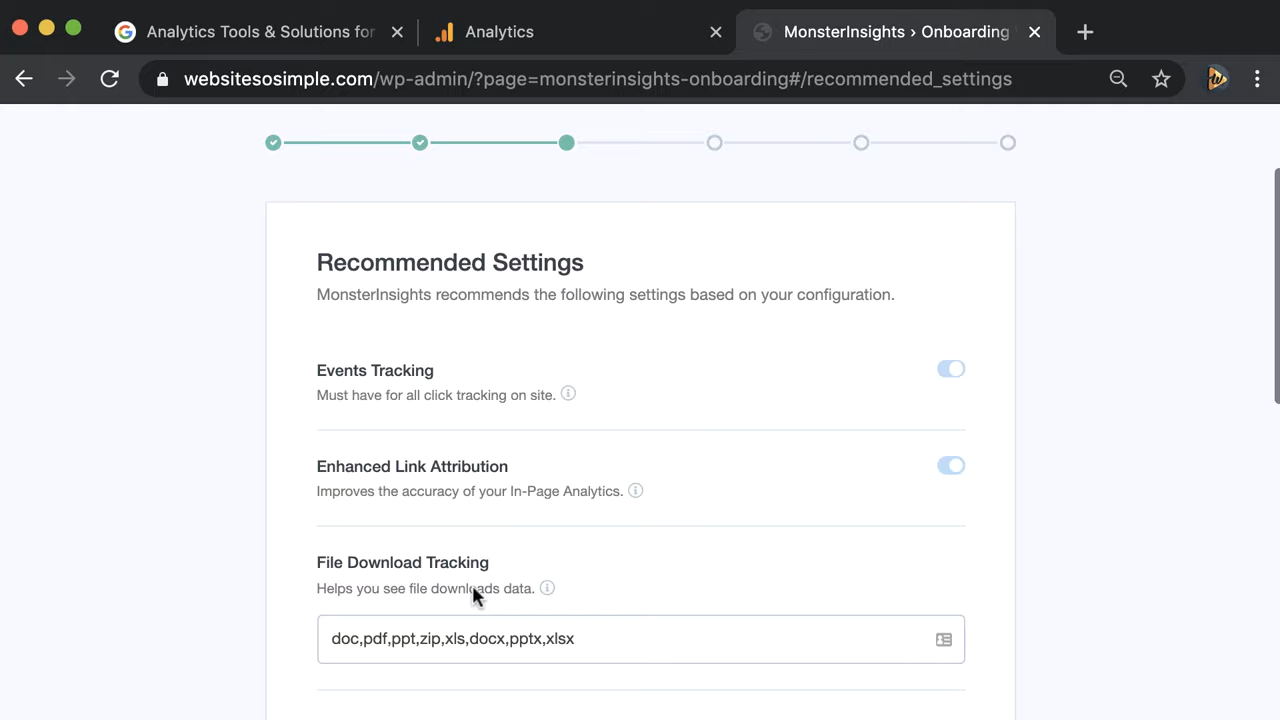 Analytics Tools & Solutions for
Analytics
MonsterInsights › Onboarding
websitesosimple.com/wp-admin/?page=monsterinsights-onboarding#/recommended_settings
Recommended Settings
MonsterInsights recommends the following settings based on your configuration.
Events Tracking
Must have for all click tracking on site.
Enhanced Link Attribution
Improves the accuracy of your In-Page Analytics.
File Download Tracking
Helps you see file downloads data.
doc,pdf,ppt,zip,xls,docx,pptx,xlsx